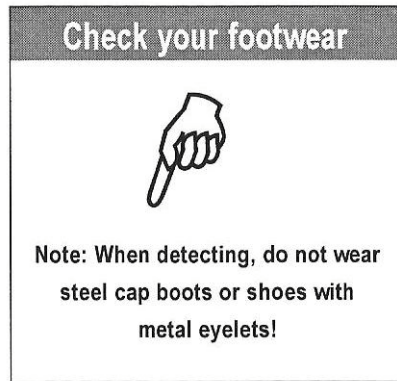 Check your footwear
Note: When detecting, do not wear
steel cap boots or shoes with
metal eyelets!